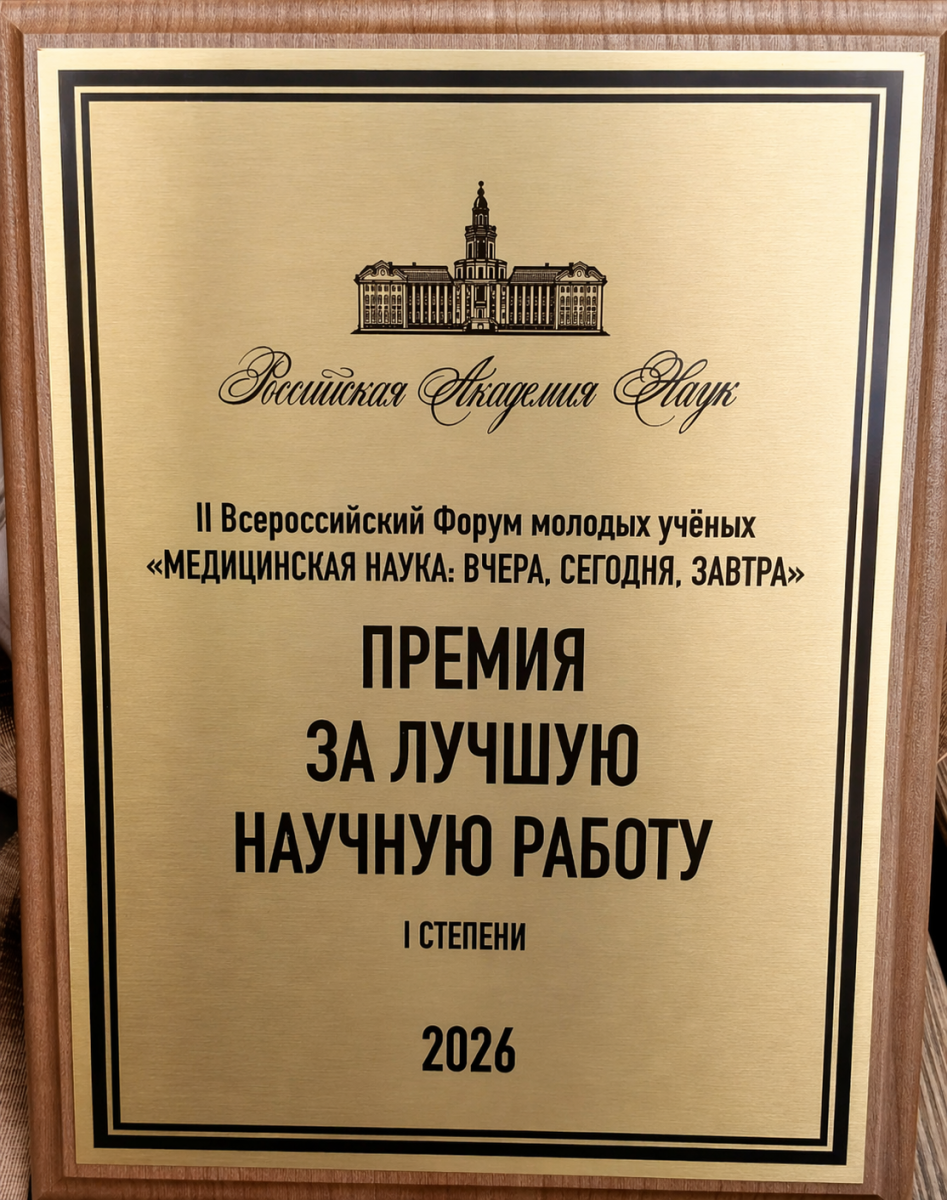 Российская Академия Наук
II Всероссийский Форум молодых учёных
«МЕДИЦИНСКАЯ НАУКА: ВЧЕРА, СЕГОДНЯ, ЗАВТРА»
ПРЕМИЯ
ЗА ЛУЧШУЮ
НАУЧНУЮ РАБОТУ
I СТЕПЕНИ
2026